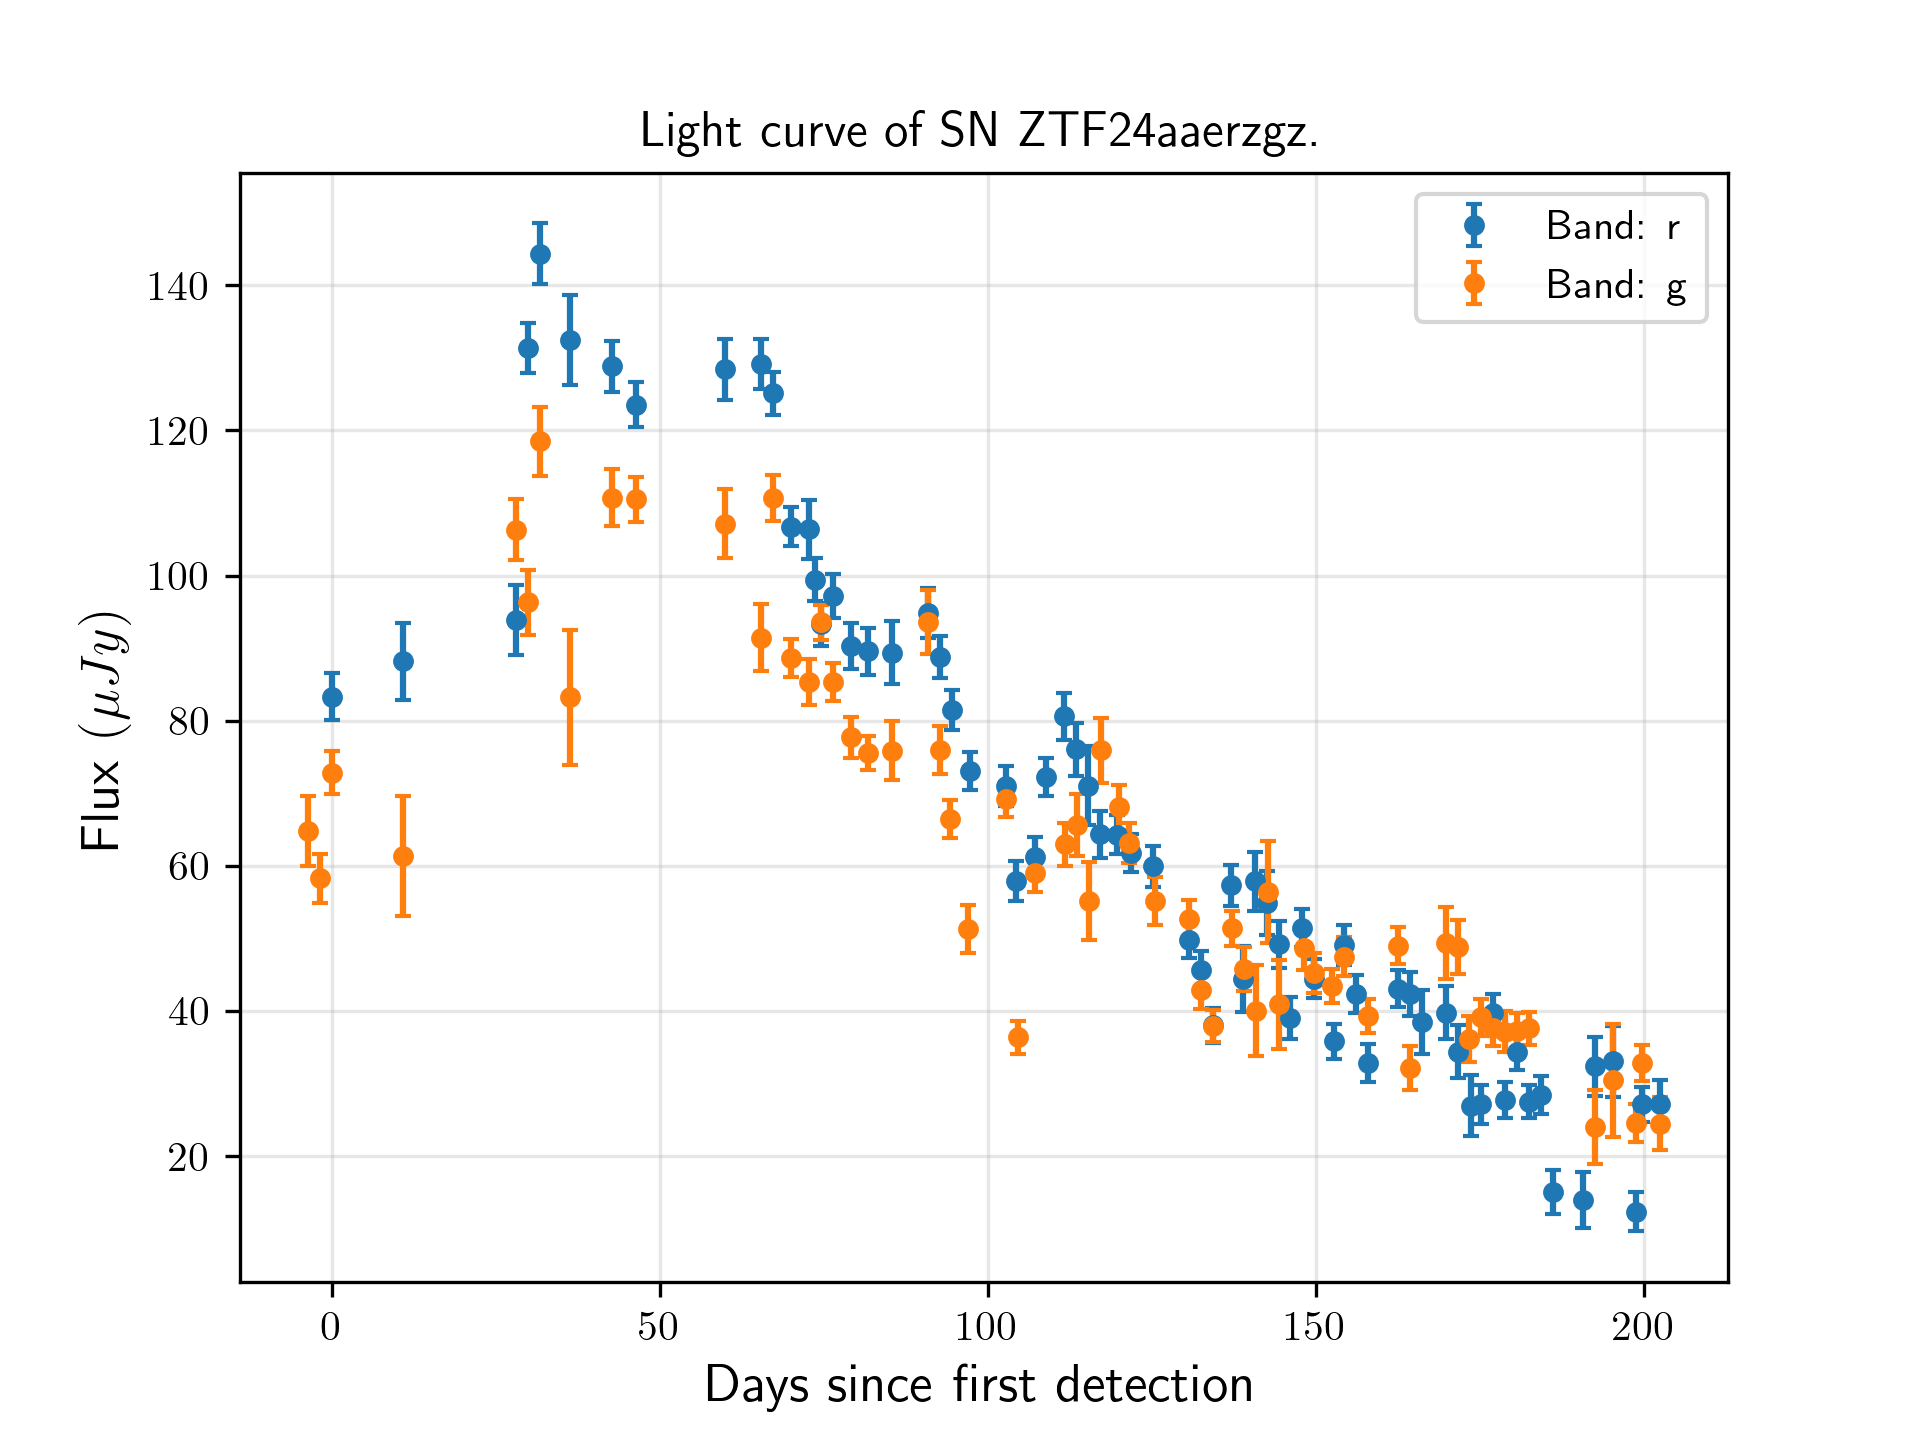 Light curve of SN ZTF24aaerzgz.
Band: r
Band: g
Flux (μJy)
140
120
100
80
60
40
20
0 50 100 150 200
Days since first detection